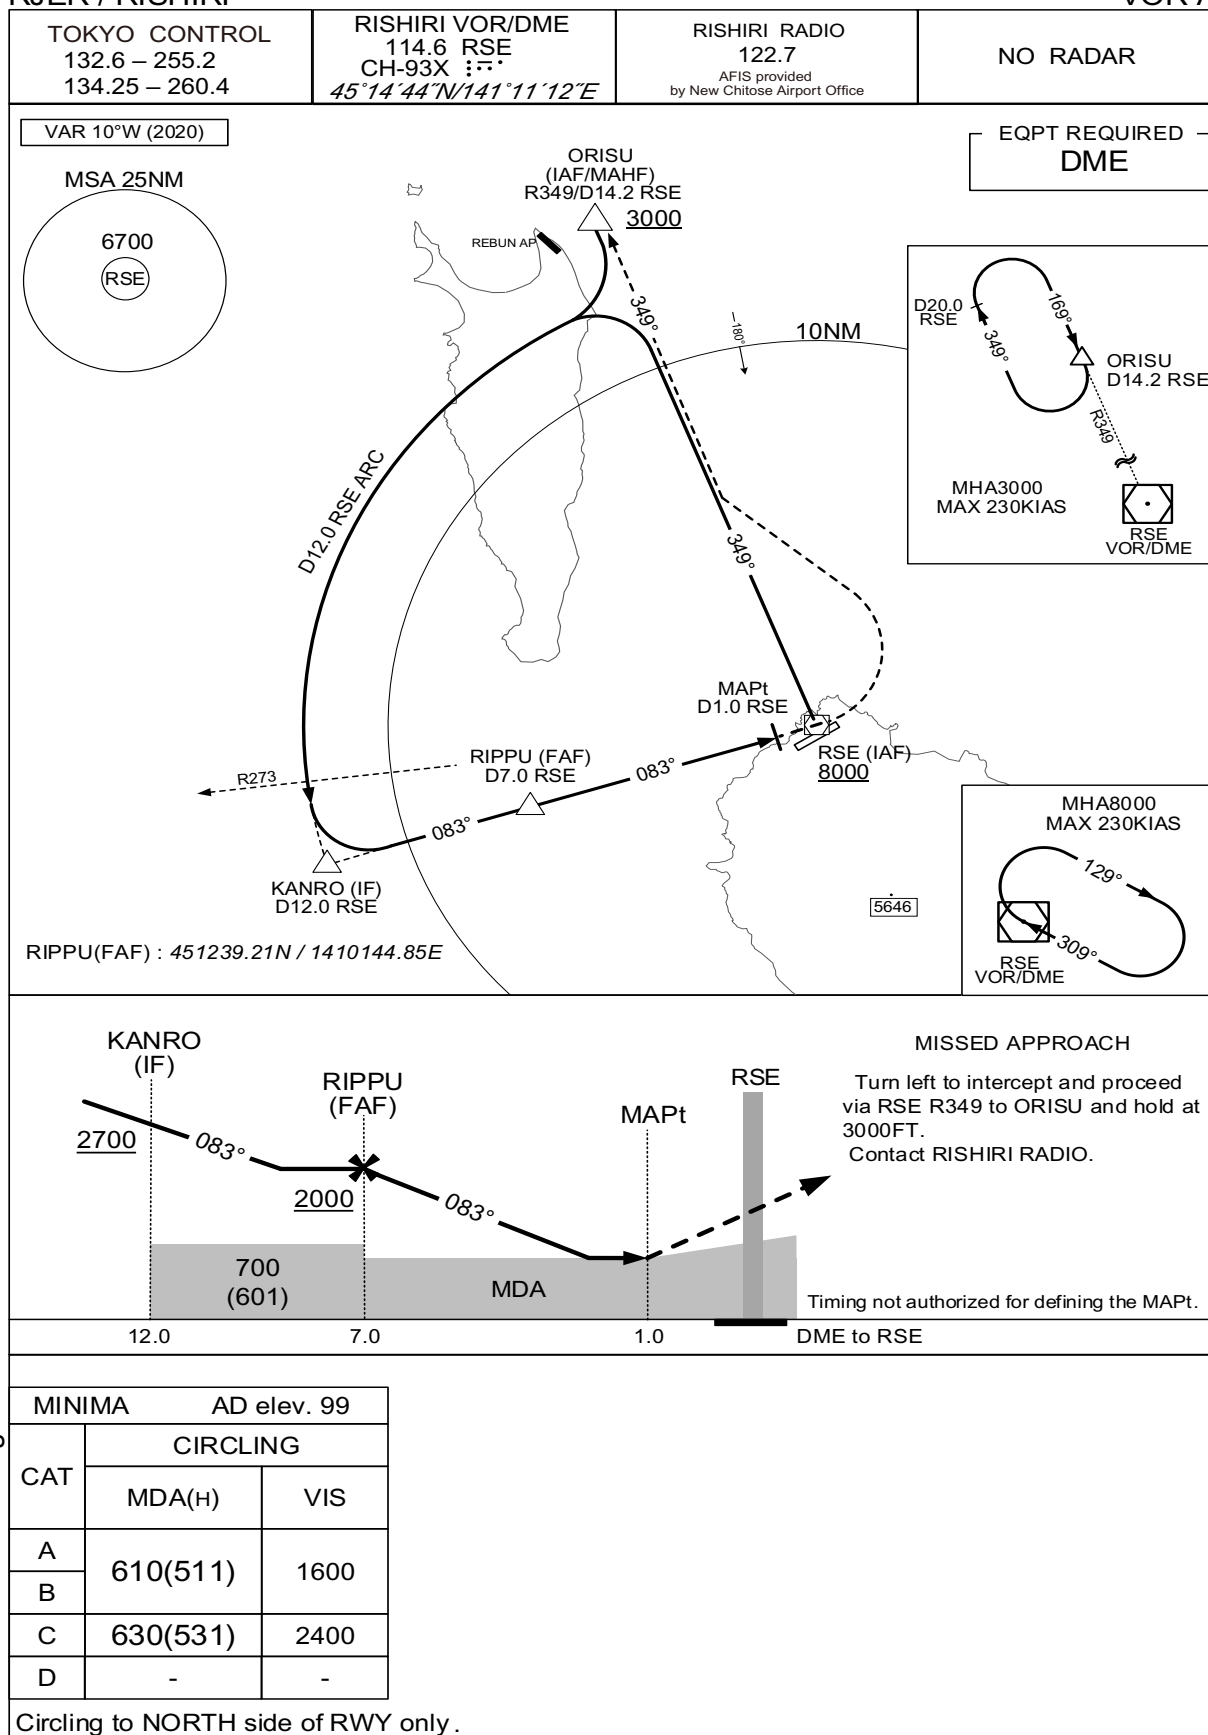 RJER / RISHIRI
VOR A
TOKYO CONTROL
132.6 – 255.2
134.25 – 260.4
RISHIRI VOR/DME
114.6 RSE
CH-93X
45°14´44˝N/141°11´12˝E
RISHIRI RADIO
122.7
AFIS provided
by New Chitose Airport Office
NO RADAR
VAR 10°W (2020)
EQPT REQUIRED
DME
MSA 25NM
6700
RSE
ORISU
(IAF/MAHF)
R349/D14.2 RSE
3000
REBUN AP
349°
180°
10NM
D20.0
RSE
169°
349°
ORISU
D14.2 RSE
R349
MHA3000
MAX 230KIAS
RSE
VOR/DME
D12.0 RSE ARC
349°
MAPt
D1.0 RSE
RSE (IAF)
8000
RIPPU (FAF)
D7.0 RSE
R273
083°
083°
KANRO (IF)
D12.0 RSE
5646
MHA8000
MAX 230KIAS
129°
309°
RSE
VOR/DME
RIPPU(FAF) : 451239.21N / 1410144.85E
KANRO
(IF)
RIPPU
(FAF)
MAPt
RSE
2700
083°
2000
083°
700
(601)
MDA
MISSED APPROACH
Turn left to intercept and proceed
via RSE R349 to ORISU and hold at
3000FT.
Contact RISHIRI RADIO.
Timing not authorized for defining the MAPt.
12.0
7.0
1.0
DME to RSE
MINIMA AD elev. 99
CAT
CIRCLING
MDA(H)
VIS
A
B
610(511)
1600
C
630(531)
2400
D
-
-
Circling to NORTH side of RWY only.